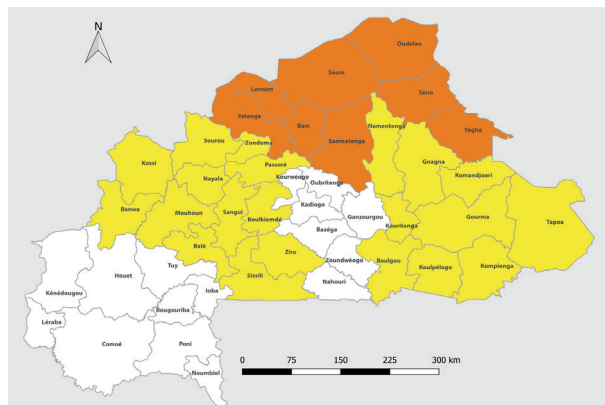 N
Oudalan
Soum
Loroum
Séno
Yatenga
Bam
Sanmatenga
Namentenga
Yagha
Sourou
Zondoma
Kossi
Passoré
Gnagna
Komandjoari
Nayala
Kourwéogo
Oubritenga
Kadiogo
Banwa
Mouhoun
Sangui
Boulkiemdé
Ganzourgou
Kouritenga
Gourma
Tapoa
Bazéga
Balé
Ziro
Tuy
Houet
Zoundwéogo
Boulgou
Koulpélogo
Kompienga
Sissili
Nahouri
Kénédougou
Ioba
Bougouriba
Léraba
Comoé
Poni
Noumbiel
0 75 150 225 300 km